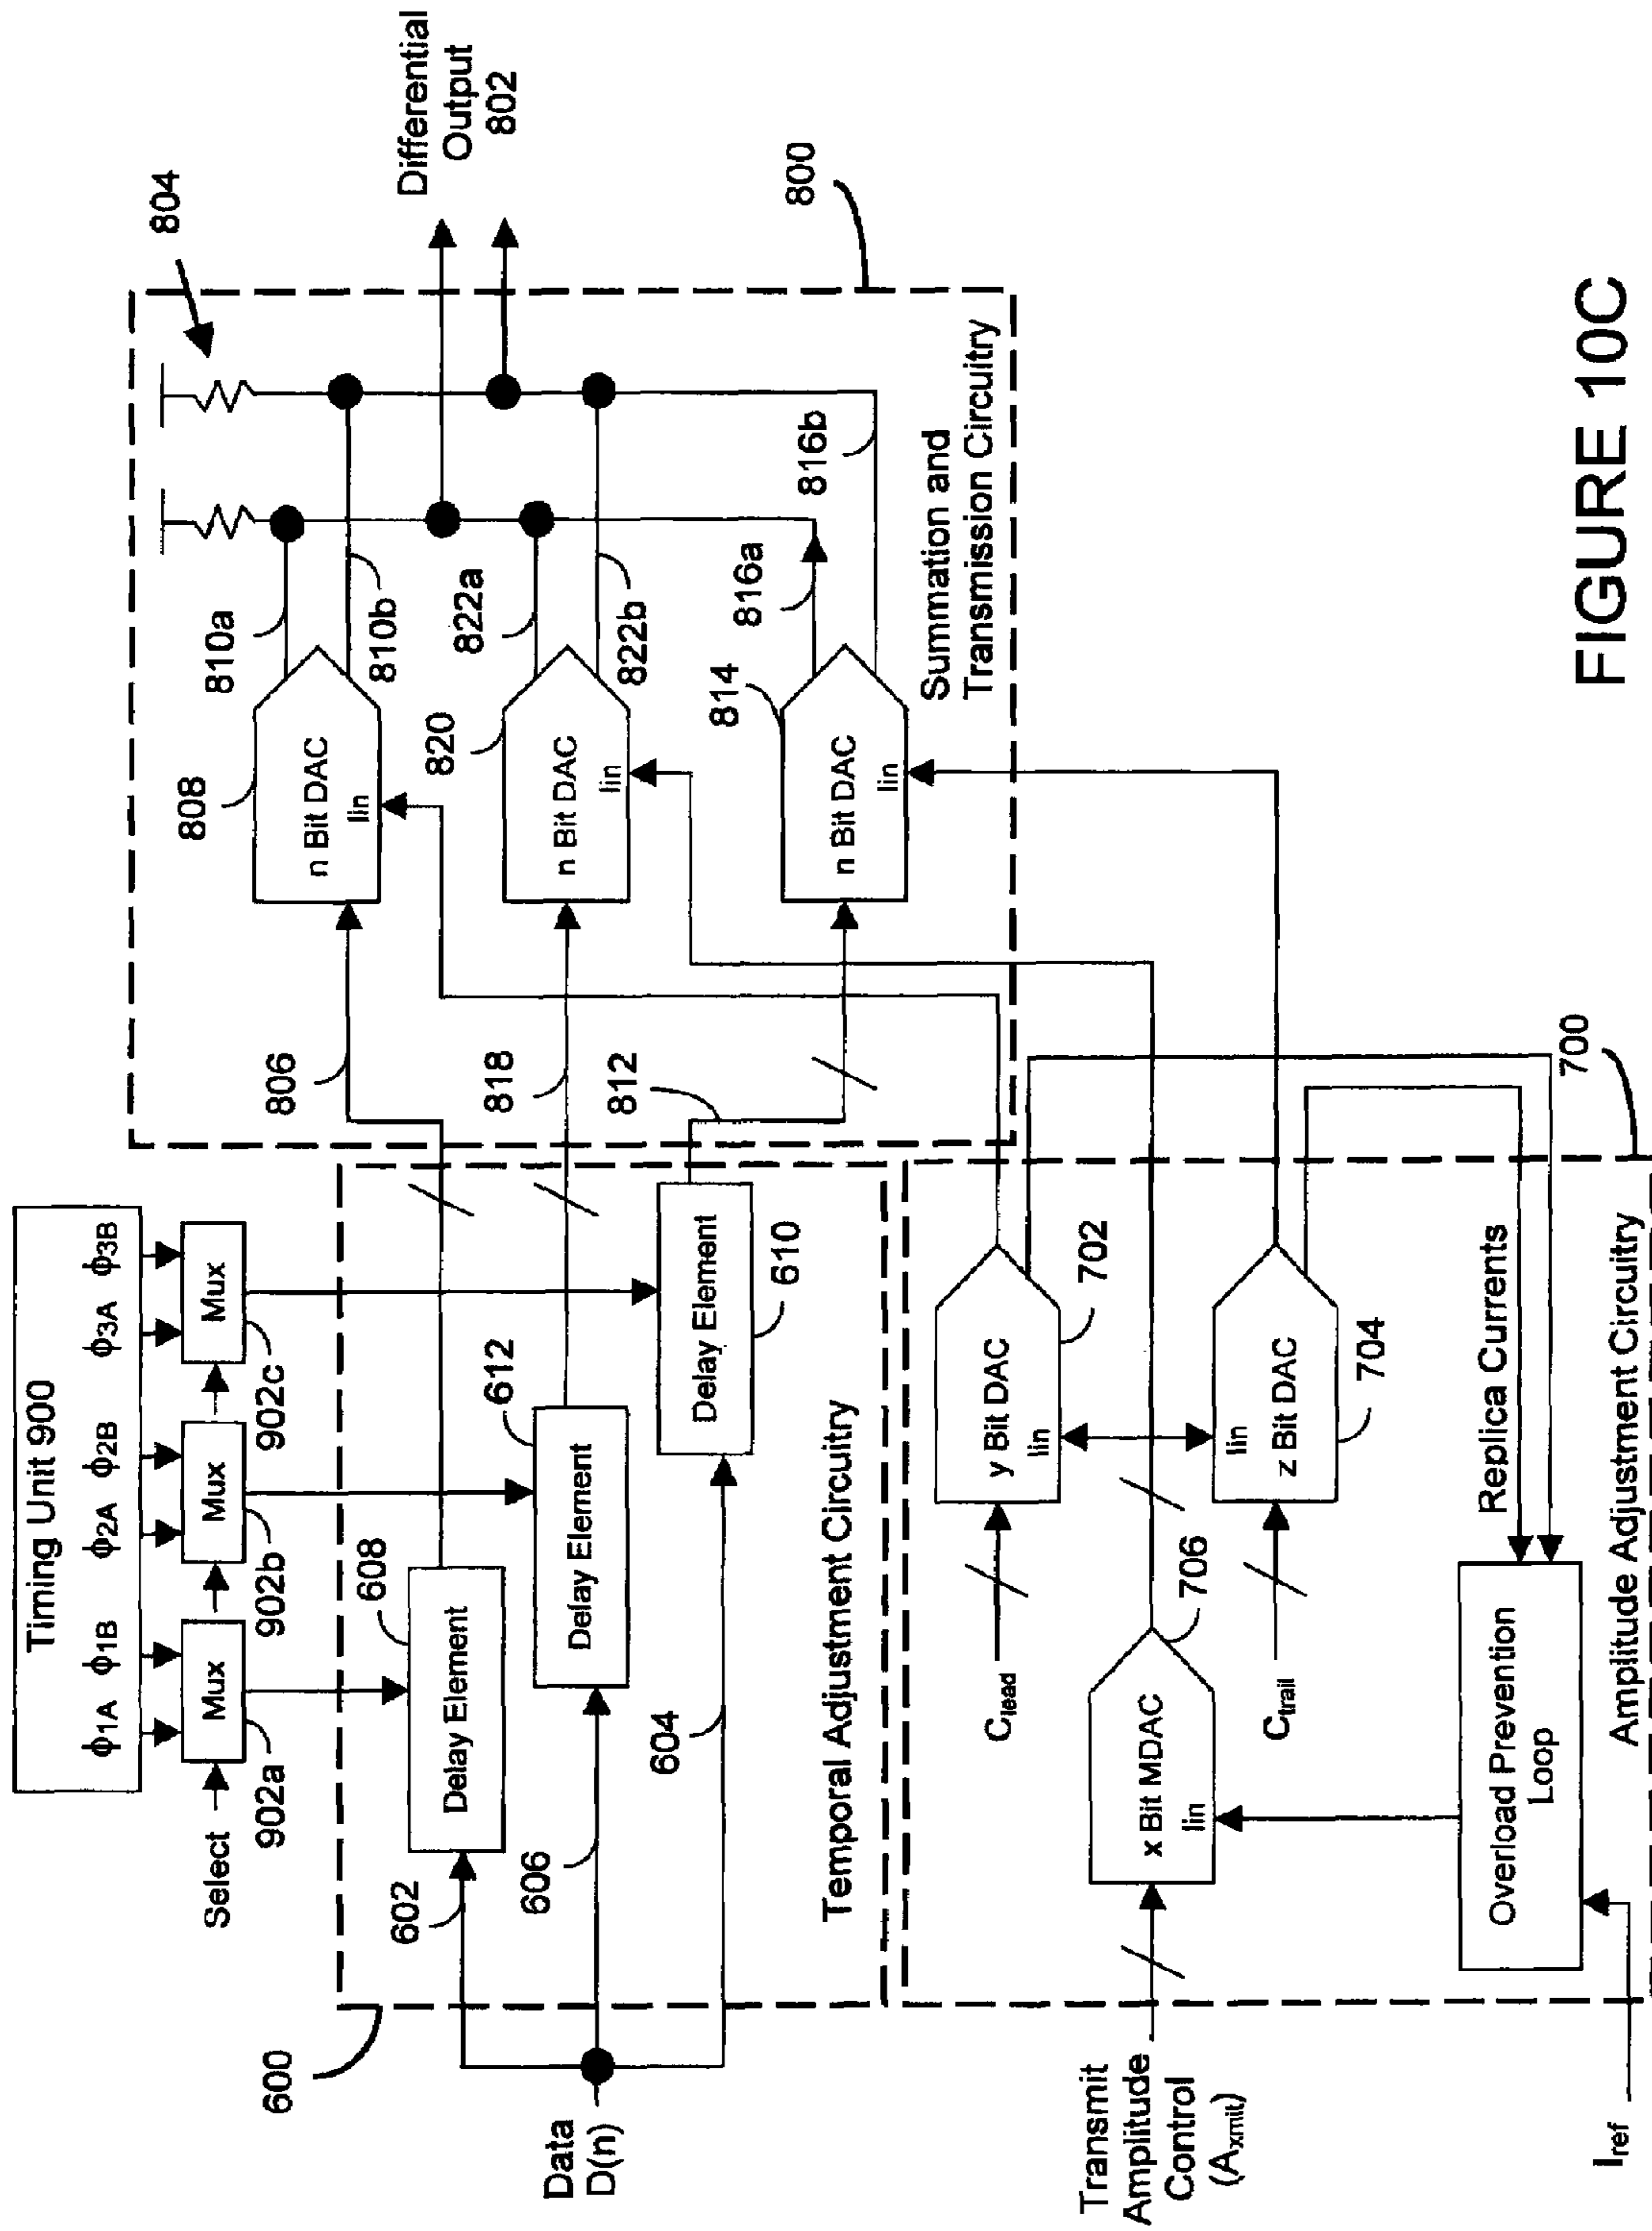 Timing Unit 900
ϕ1A ϕ1B ϕ2A ϕ2B ϕ3A ϕ3B
Select
Mux
Mux
Mux
902a
902b
902c
600
602
608
Delay Element
606
612
Delay Element
604
610
Delay Element
Data
D(n)
Temporal Adjustment Circuitry
806
818
812
808
n Bit DAC
Iin
810a
810b
820
n Bit DAC
Iin
822a
822b
814
n Bit DAC
Iin
816a
816b
804
Differential
Output
802
800
Summation and
Transmission Circuitry
Transmit
Amplitude
Control
(Axmit)
x Bit MDAC
Iin
706
Clead
y Bit DAC
Iin
702
Ctrail
Iin
z Bit DAC
704
Replica Currents
Overload Prevention
Loop
Iref
700
Amplitude Adjustment Circuitry
FIGURE 10C